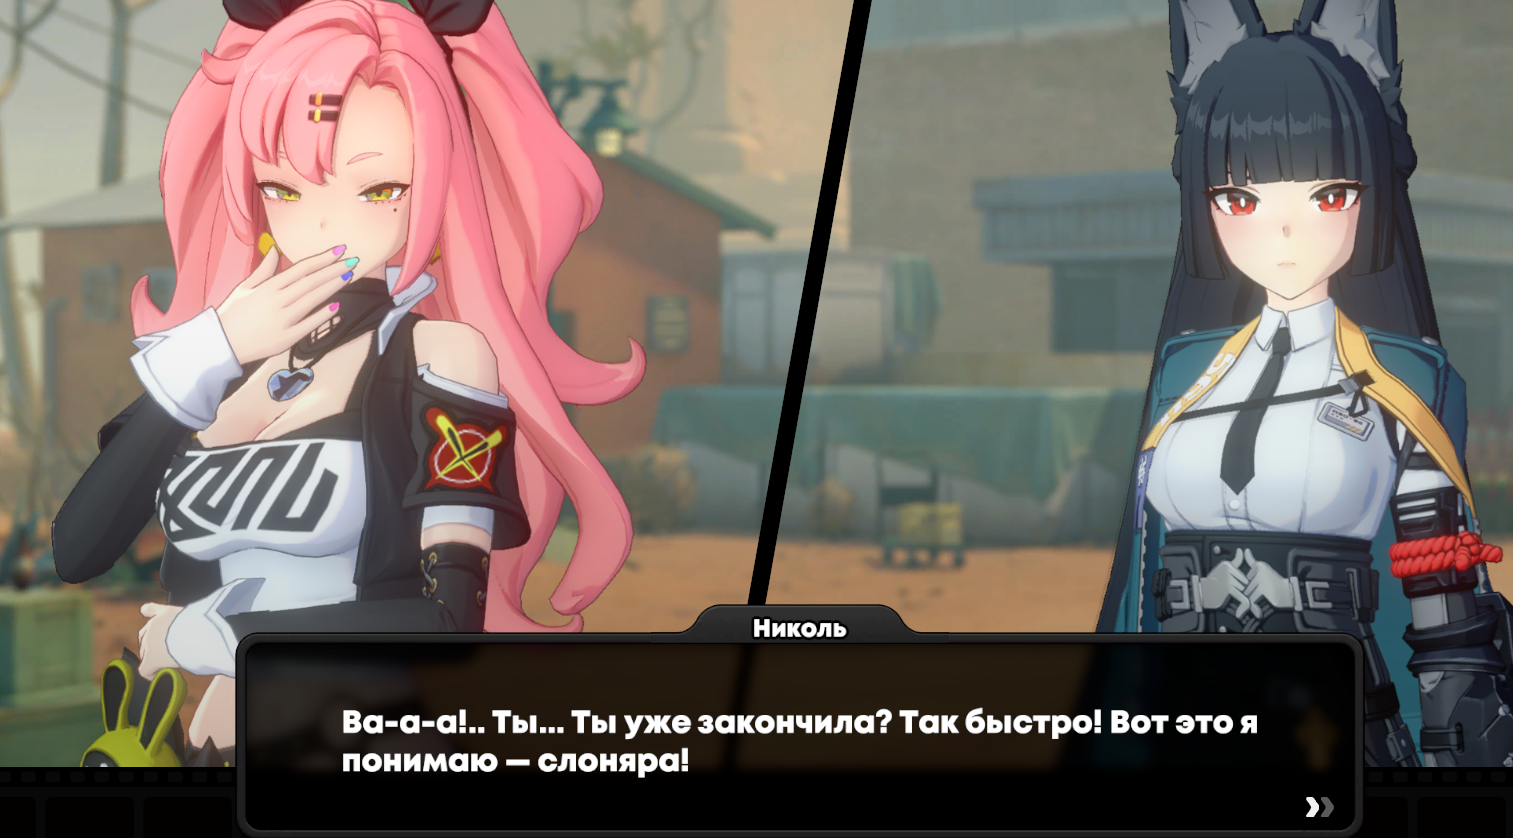 Николь
Ва-а-а!.. Ты... Ты уже закончила? Так быстро! Вот это я
понимаю — слоняра!